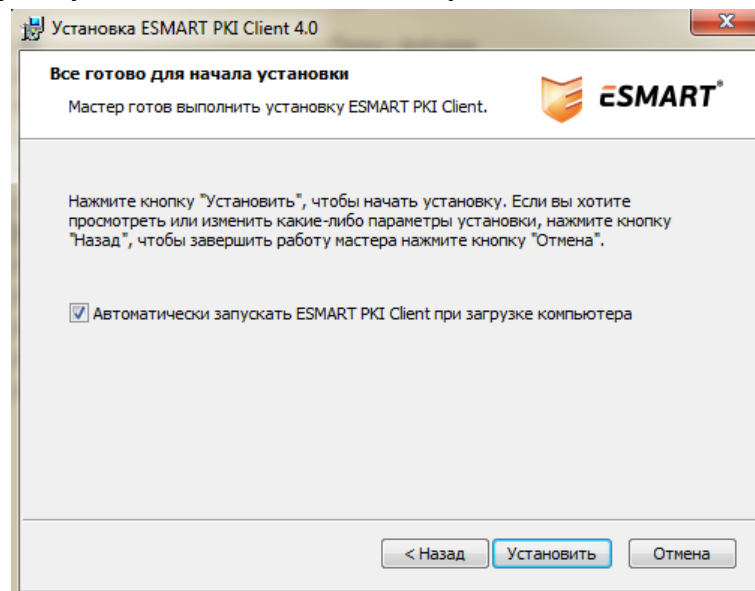 Установка ESMART PKI Client 4.0
Все готово для начала установки
Мастер готов выполнить установку ESMART PKI Client.
ESMART®
Нажмите кнопку "Установить", чтобы начать установку. Если вы хотите
просмотреть или изменить какие-либо параметры установки, нажмите кнопку
"Назад", чтобы завершить работу мастера нажмите кнопку "Отмена".
Автоматически запускать ESMART PKI Client при загрузке компьютера
< Назад Установить Отмена